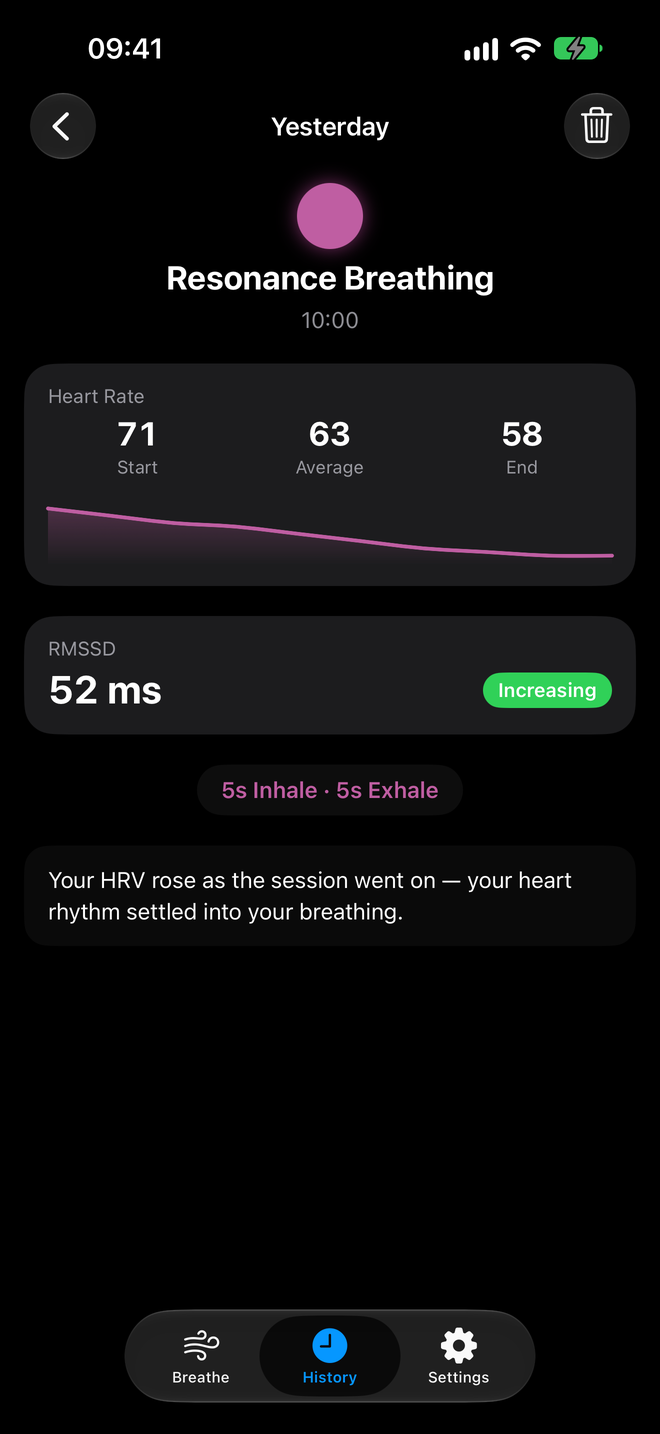 09:41
Yesterday
Resonance Breathing
10:00
Heart Rate
71 63 58
Start Average End
RMSSD
52 ms Increasing
5s Inhale · 5s Exhale
Your HRV rose as the session went on — your heart
rhythm settled into your breathing.
Breathe History Settings